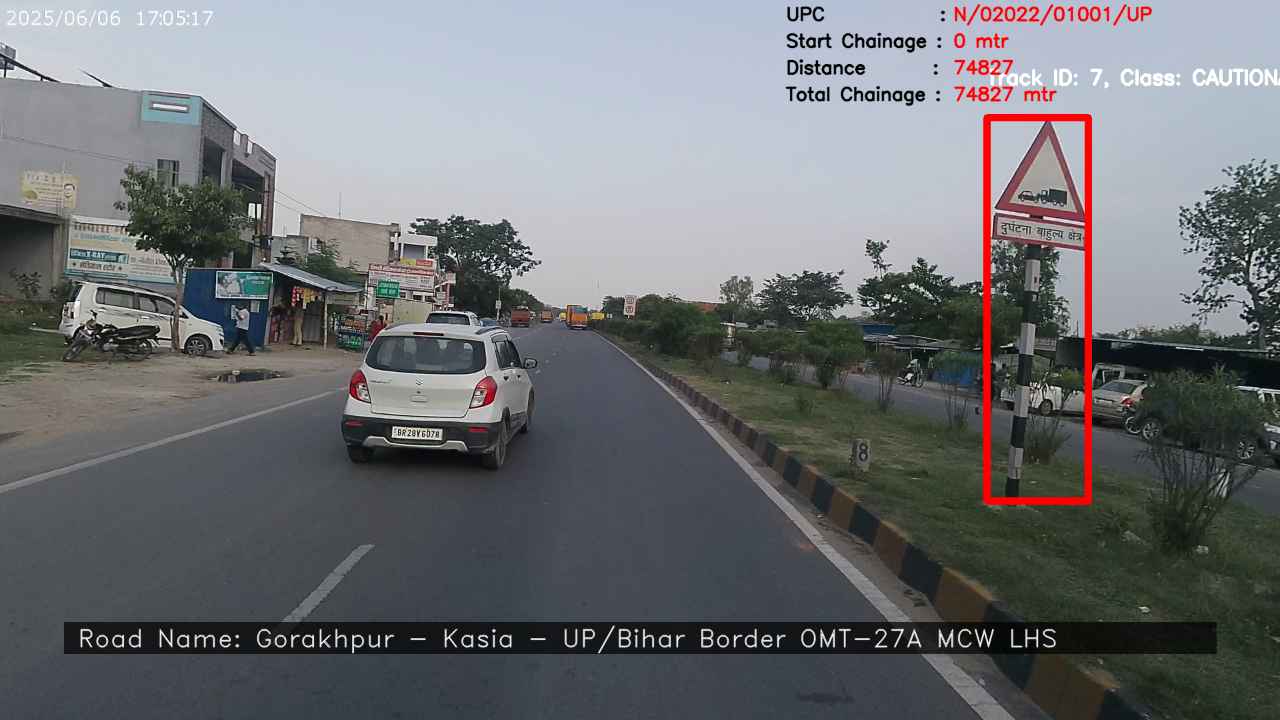 2025/06/06 17:05:17
UPC : N/02022/01001/UP
Start Chainage : 0 mtr
Distance : 74827
Total Chainage : 74827 mtr
Track ID: 7, Class: CAUTIONA
दुर्घटना बाहुल्य क्षेत्र
X-RAY
BR28V6078
8
Road Name: Gorakhpur - Kasia - UP/Bihar Border OMT-27A MCW LHS